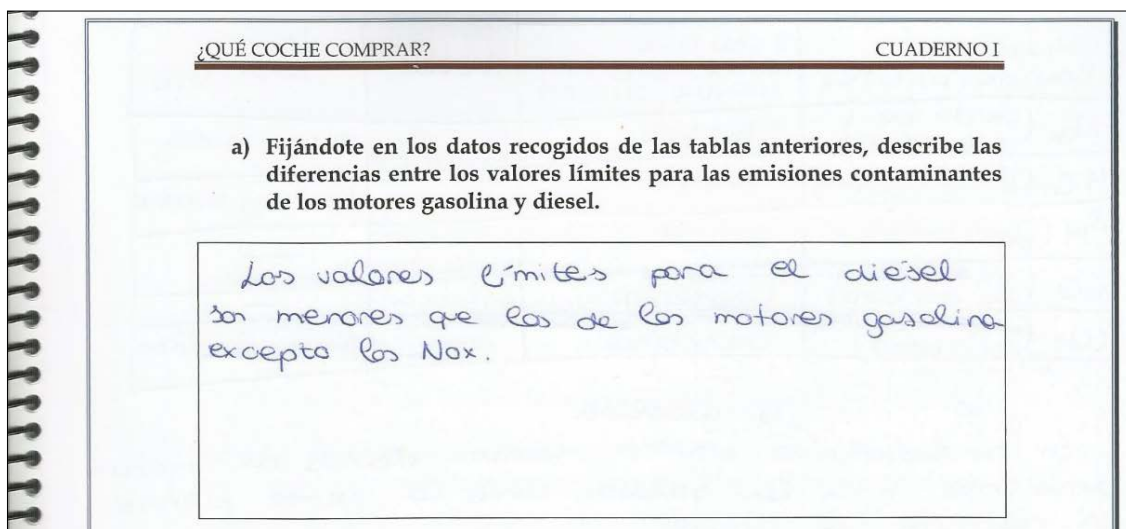 ¿QUÉ COCHE COMPRAR? CUADERNO I
a) Fijándote en los datos recogidos de las tablas anteriores, describe las
diferencias entre los valores límites para las emisiones contaminantes
de los motores gasolina y diesel.
Los valores límites para el diésel
son menores que los de los motores gasolina
excepto los Nox.